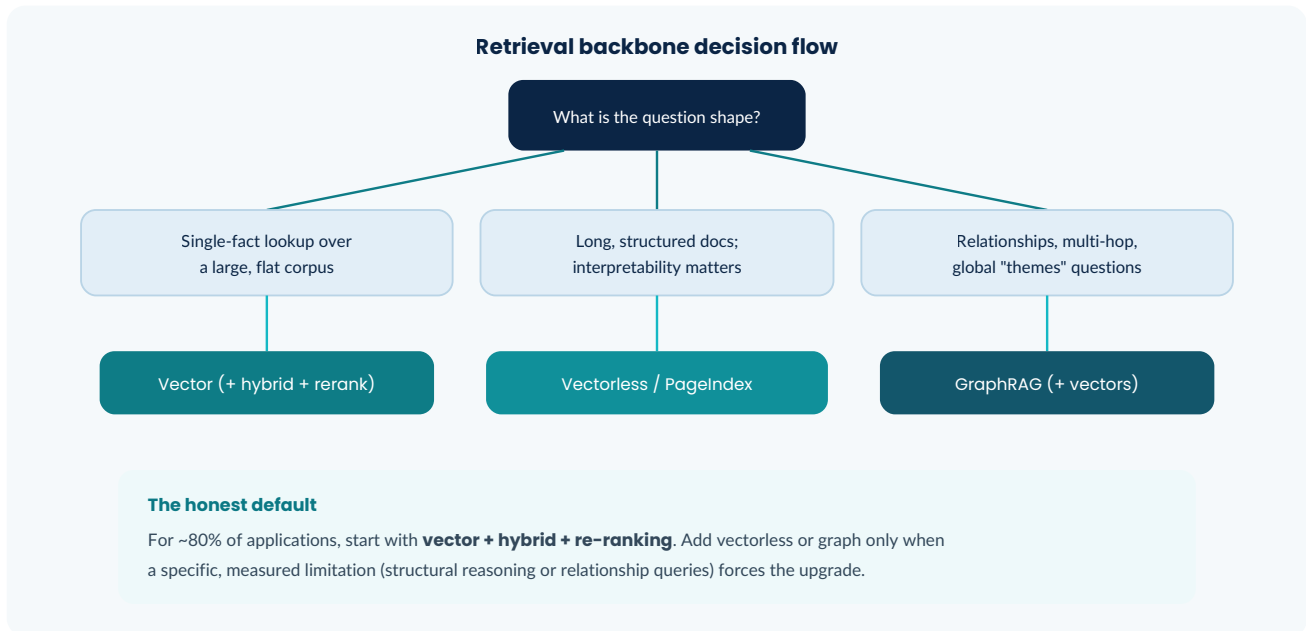 Retrieval backbone decision flow
What is the question shape?
Single-fact lookup over
a large, flat corpus
Long, structured docs;
interpretability matters
Relationships, multi-hop,
global "themes" questions
Vector (+ hybrid + rerank)
Vectorless / PageIndex
GraphRAG (+ vectors)
The honest default
For ~80% of applications, start with vector + hybrid + re-ranking. Add vectorless or graph only when
a specific, measured limitation (structural reasoning or relationship queries) forces the upgrade.